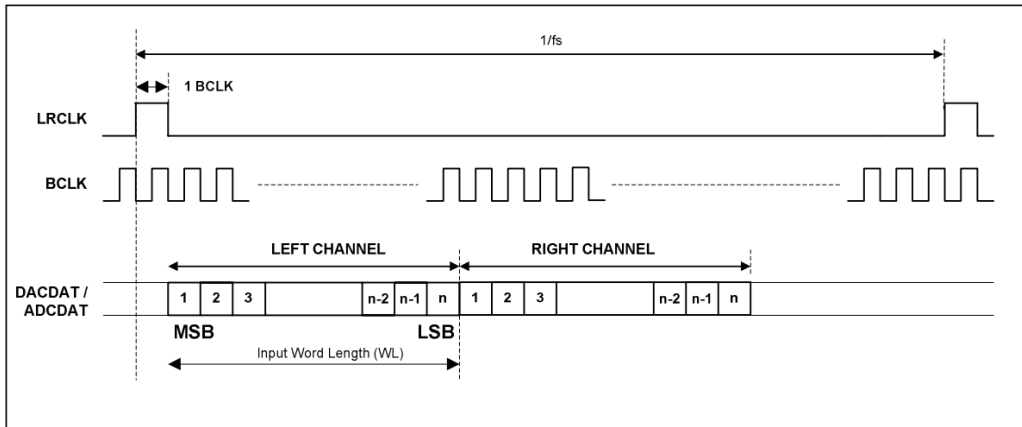 1/fs
1 BCLK
LRCLK
BCLK
LEFT CHANNEL
RIGHT CHANNEL
DACDAT /
ADCDAT
1 2 3 n-2 n-1 n 1 2 3 n-2 n-1 n
MSB LSB
Input Word Length (WL)